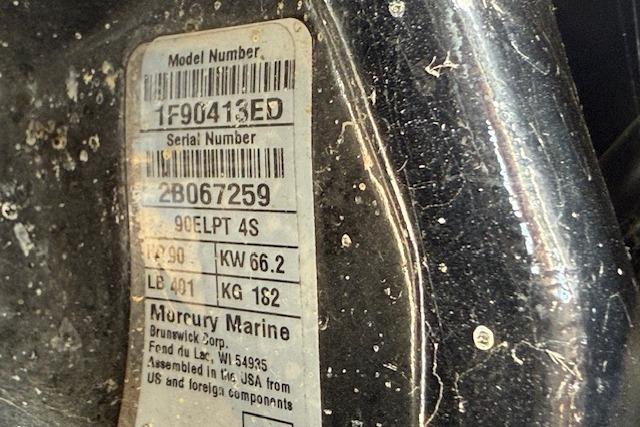 Model Number
1F90413ED
Serial Number
2B067259
90ELPT 4S
HP 90 KW 66.2
LB 401 KG 182
Mercury Marine
Brunswick Corp.
Fond du Lac, WI 54935
Assembled in the USA from
US and foreign components